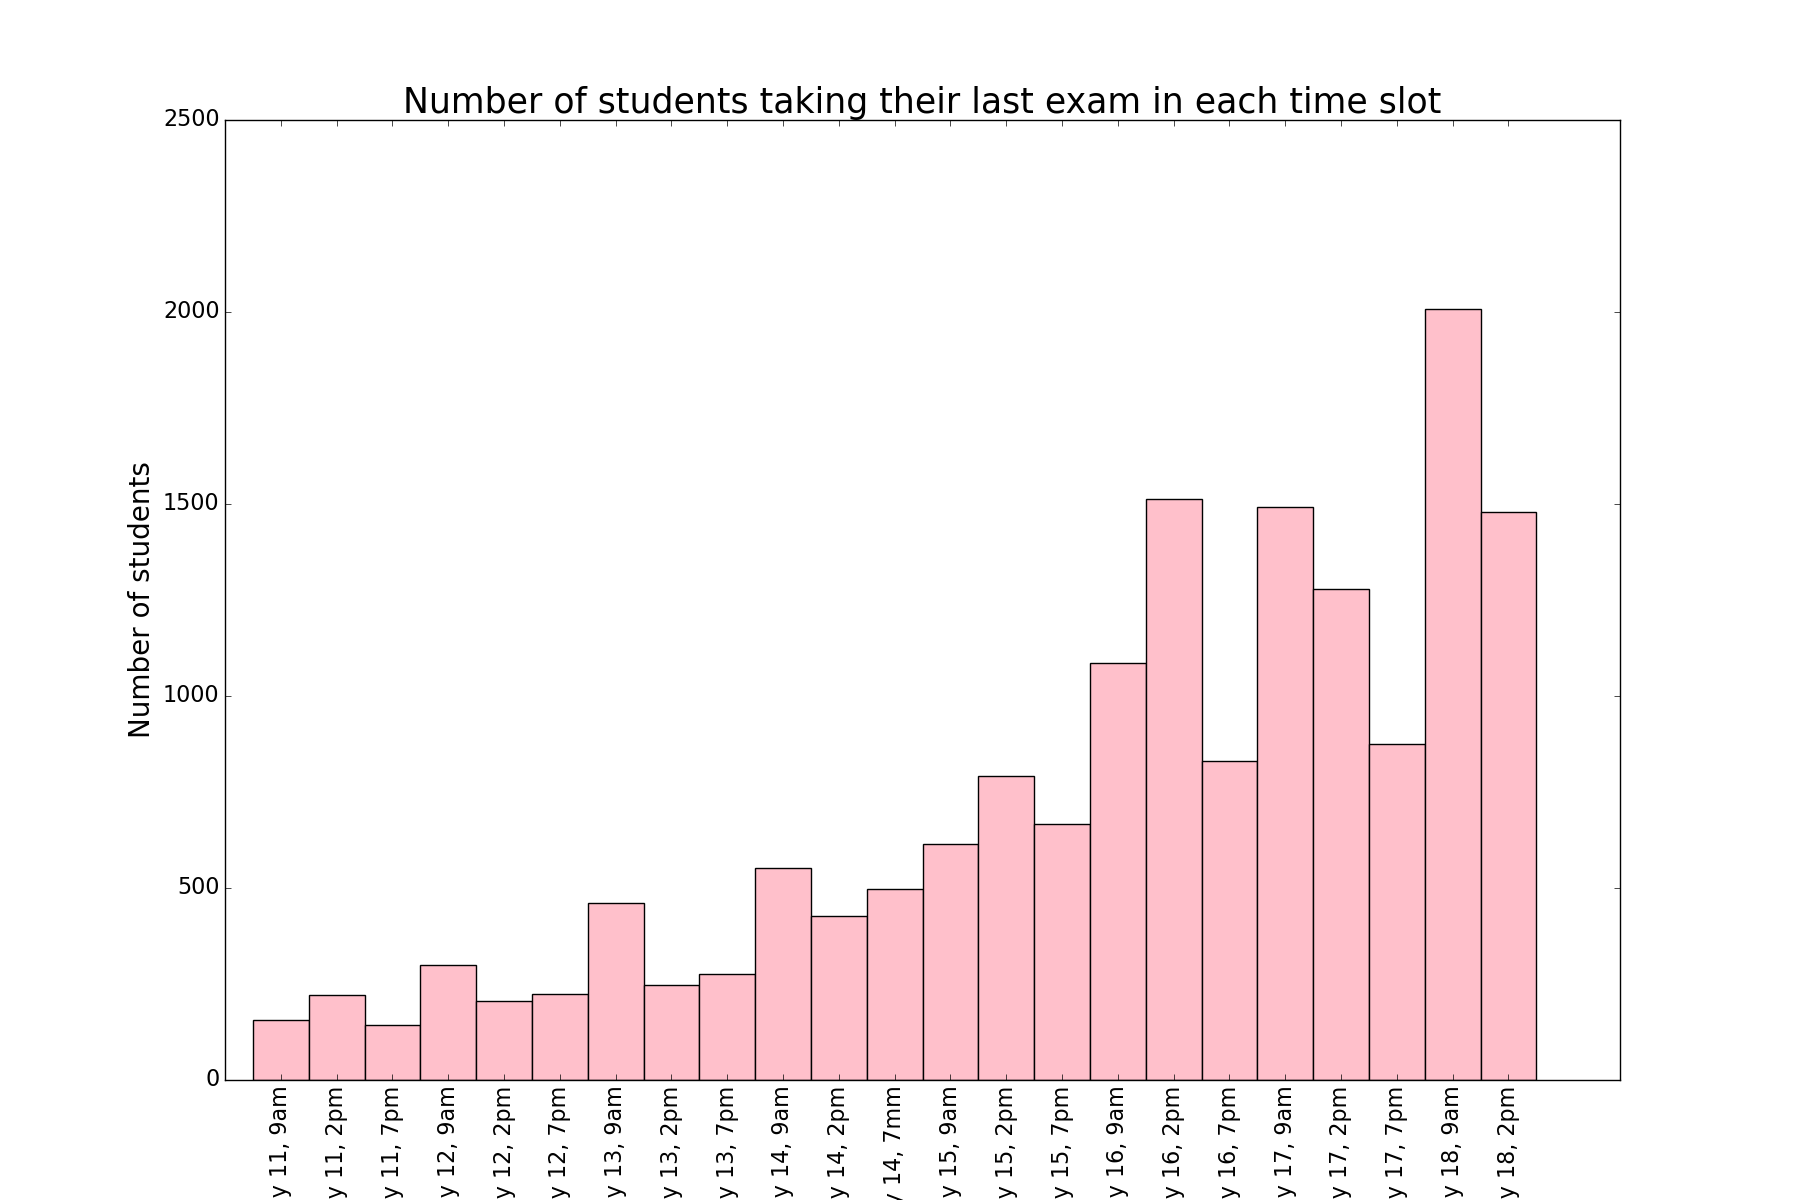 Number of students taking their last exam in each time slot
Number of students
2500
2000
1500
1000
500
0
y 11, 9am
y 11, 2pm
y 11, 7pm
y 12, 9am
y 12, 2pm
y 12, 7pm
y 13, 9am
y 13, 2pm
y 13, 7pm
y 14, 9am
y 14, 2pm
y 14, 7mm
y 15, 9am
y 15, 2pm
y 15, 7pm
y 16, 9am
y 16, 2pm
y 16, 7pm
y 17, 9am
y 17, 2pm
y 17, 7pm
y 18, 9am
y 18, 2pm